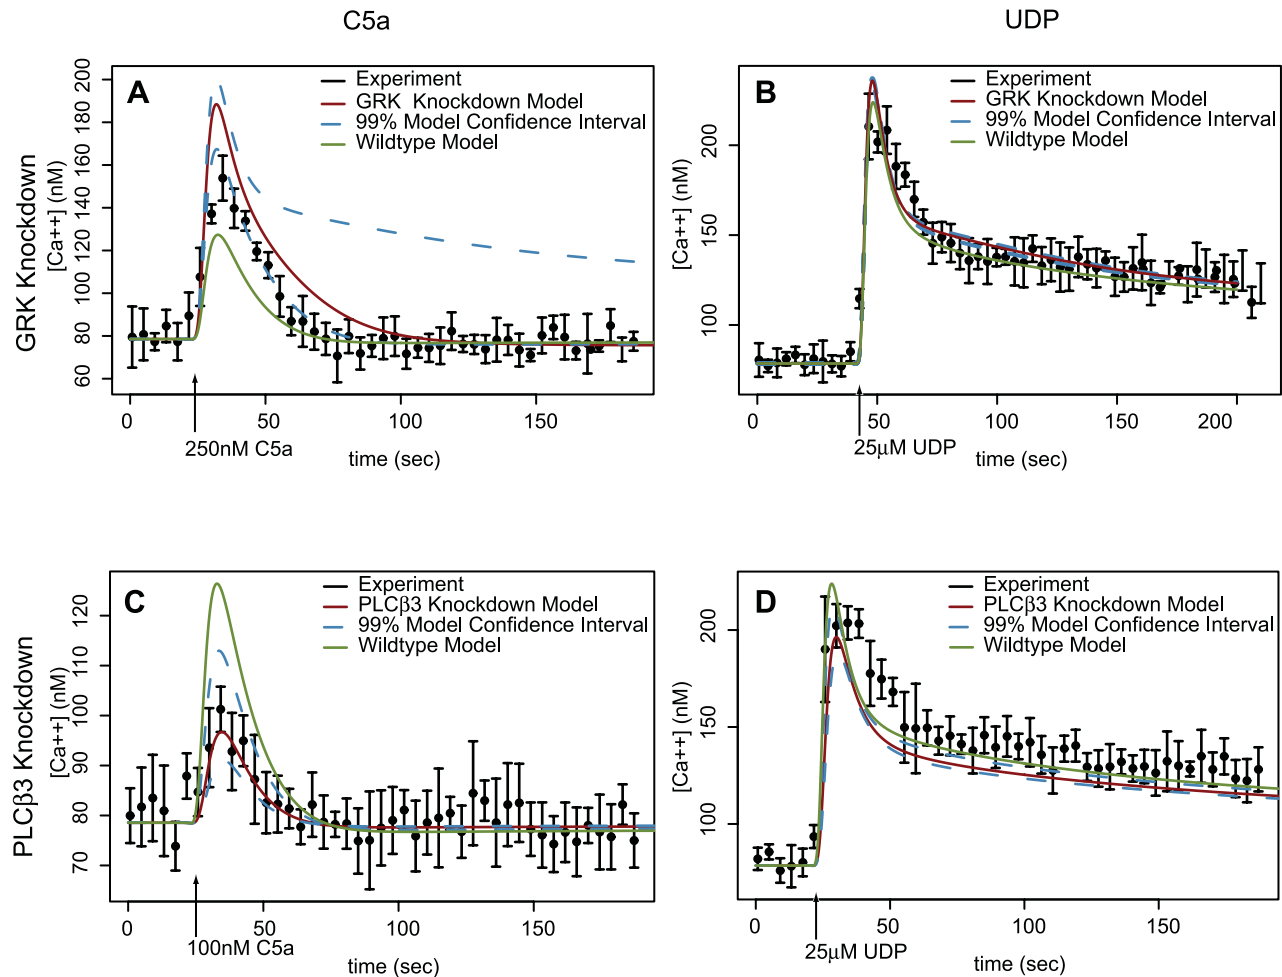 C5a
UDP
GRK Knockdown
A
Experiment
GRK Knockdown Model
99% Model Confidence Interval
Wildtype Model
[Ca++] (nM)
200
180
160
140
120
100
80
60
0
50
100
150
250nM C5a
time (sec)
B
Experiment
GRK Knockdown Model
99% Model Confidence Interval
Wildtype Model
[Ca++] (nM)
200
150
100
0
50
100
150
200
25μM UDP
time (sec)
PLCβ3 Knockdown
C
Experiment
PLCβ3 Knockdown Model
99% Model Confidence Interval
Wildtype Model
[Ca++] (nM)
120
110
100
90
80
70
0
50
100
150
100nM C5a
time (sec)
D
Experiment
PLCβ3 Knockdown Model
99% Model Confidence Interval
Wildtype Model
[Ca++] (nM)
200
150
100
0
50
100
150
25μM UDP
time (sec)